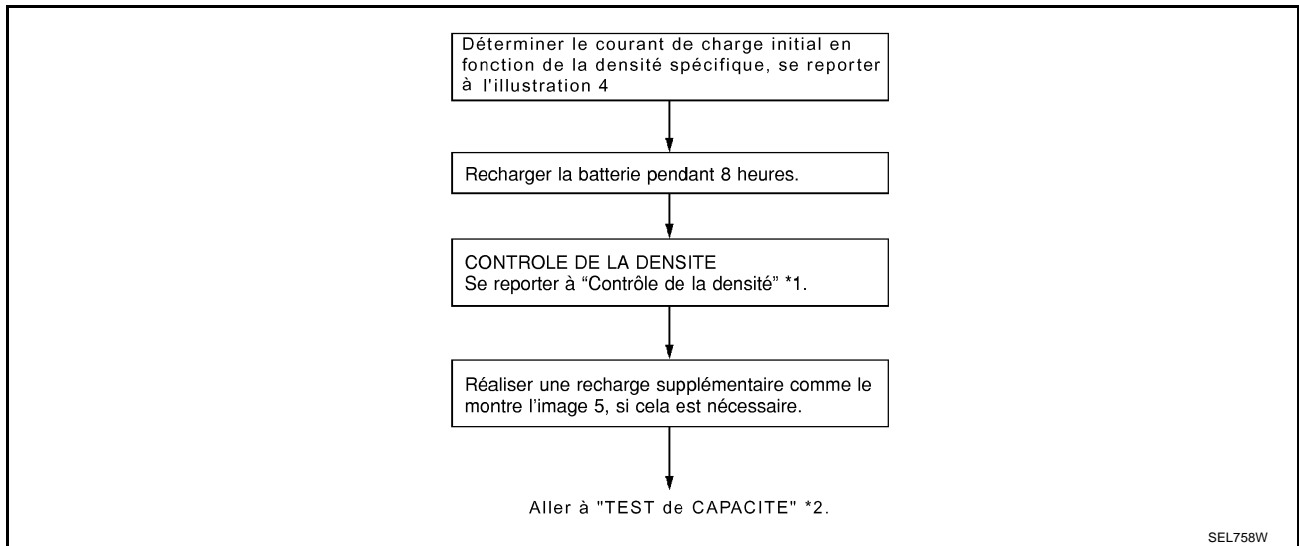 Déterminer le courant de charge initial en
fonction de la densité spécifique, se reporter
à l'illustration 4
Recharger la batterie pendant 8 heures.
CONTROLE DE LA DENSITE
Se reporter à “Contrôle de la densité” *1.
Réaliser une recharge supplémentaire comme le
montre l’image 5, si cela est nécessaire.
Aller à "TEST de CAPACITE" *2.
SEL758W